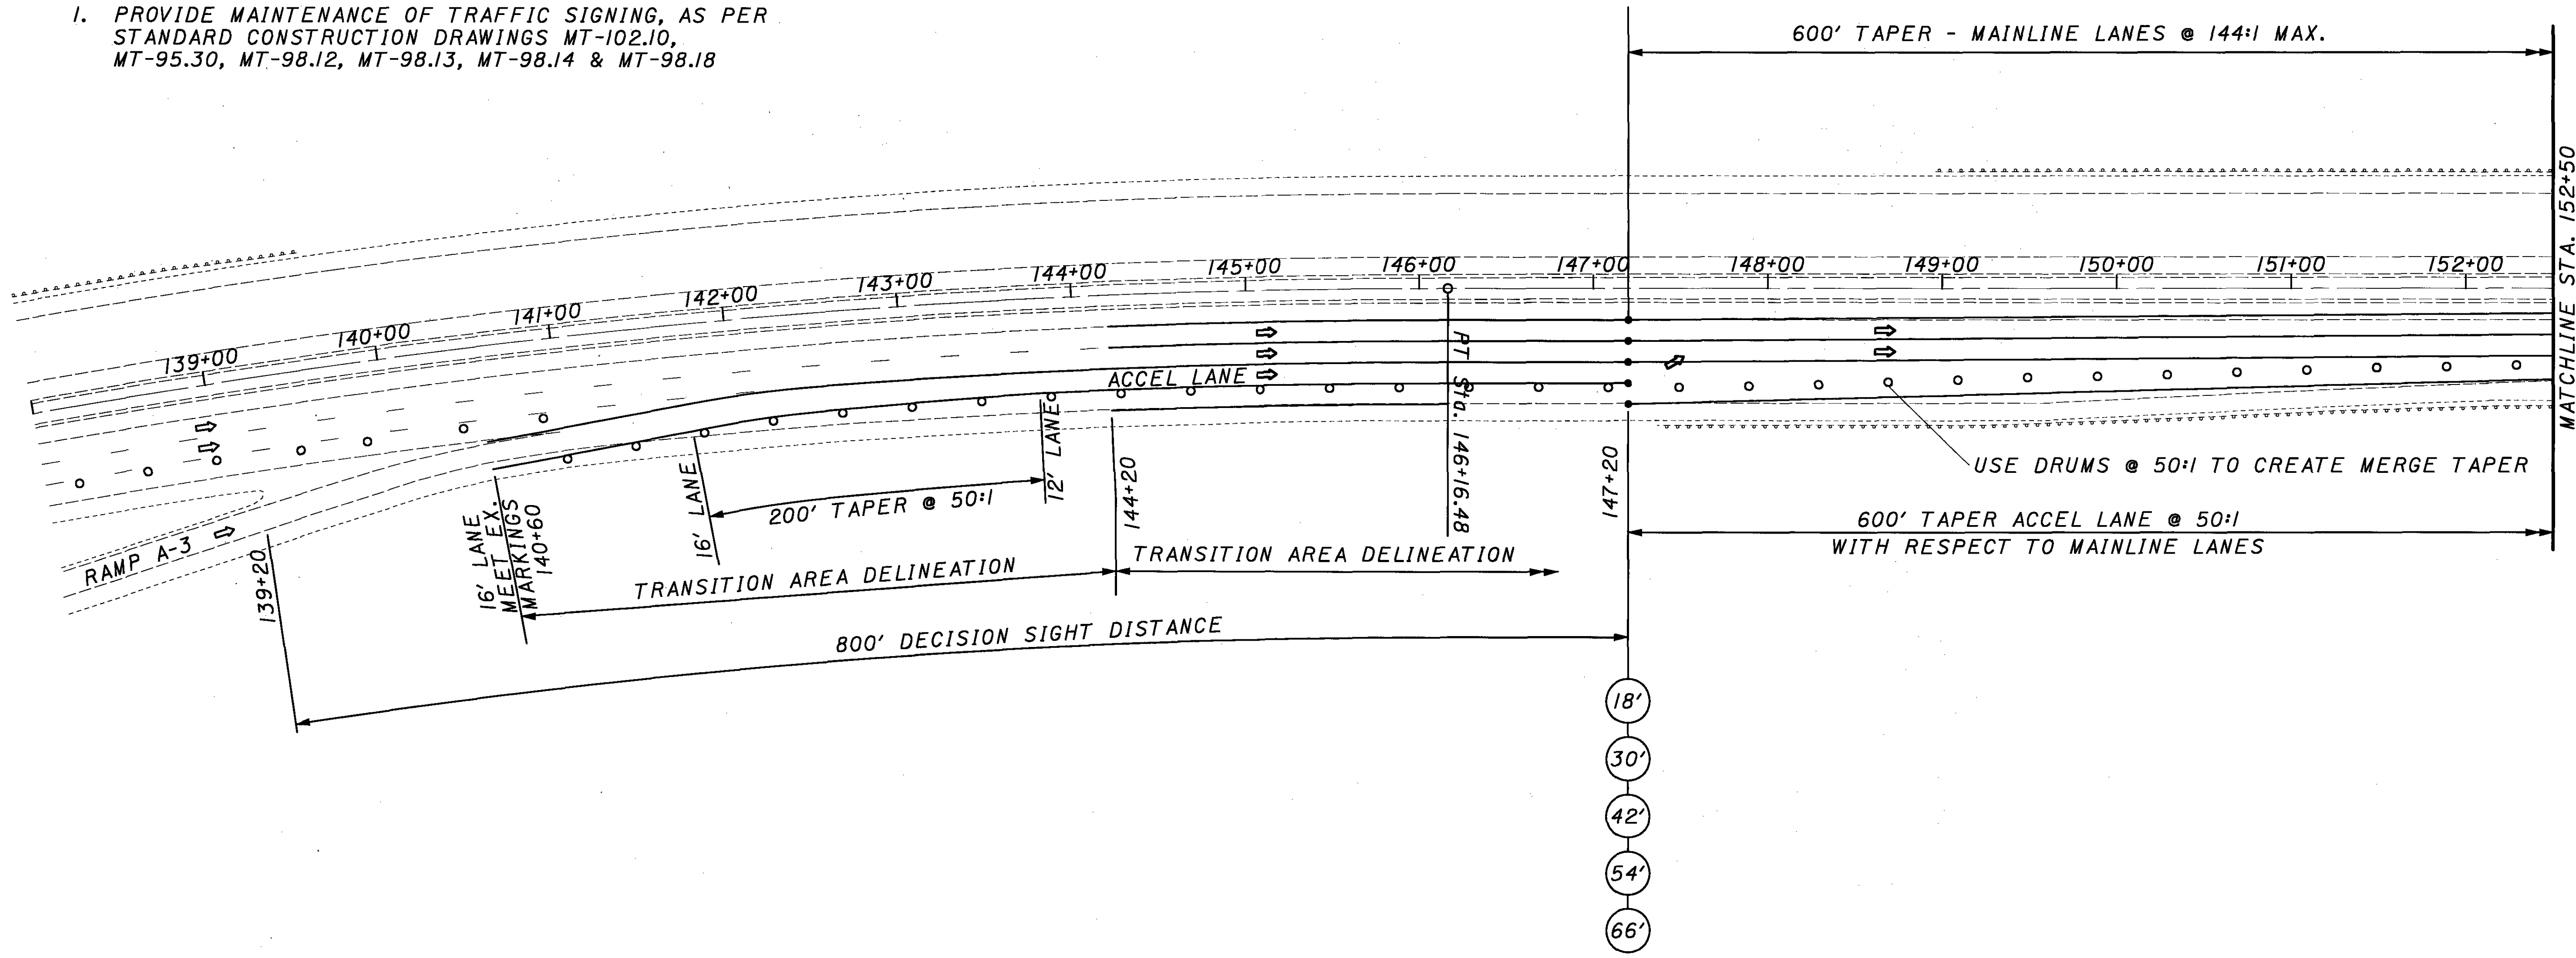 1. PROVIDE MAINTENANCE OF TRAFFIC SIGNING, AS PER
STANDARD CONSTRUCTION DRAWINGS MT-102.10,
MT-95.30, MT-98.12, MT-98.13, MT-98.14 & MT-98.18
600' TAPER - MAINLINE LANES @ 144:1 MAX.
MATCHLINE STA. 152+50
139+00
140+00
141+00
142+00
143+00
144+00
145+00
146+00
147+00
148+00
149+00
150+00
151+00
152+00
ACCEL LANE
PT Sta. 146+16.48
RAMP A-3
139+20
16' LANE
MEET EX.
MARKINGS
140+60
16' LANE
200' TAPER @ 50:1
12' LANE
144+20
147+20
USE DRUMS @ 50:1 TO CREATE MERGE TAPER
600' TAPER ACCEL LANE @ 50:1
WITH RESPECT TO MAINLINE LANES
TRANSITION AREA DELINEATION
TRANSITION AREA DELINEATION
800' DECISION SIGHT DISTANCE
18'
30'
42'
54'
66'